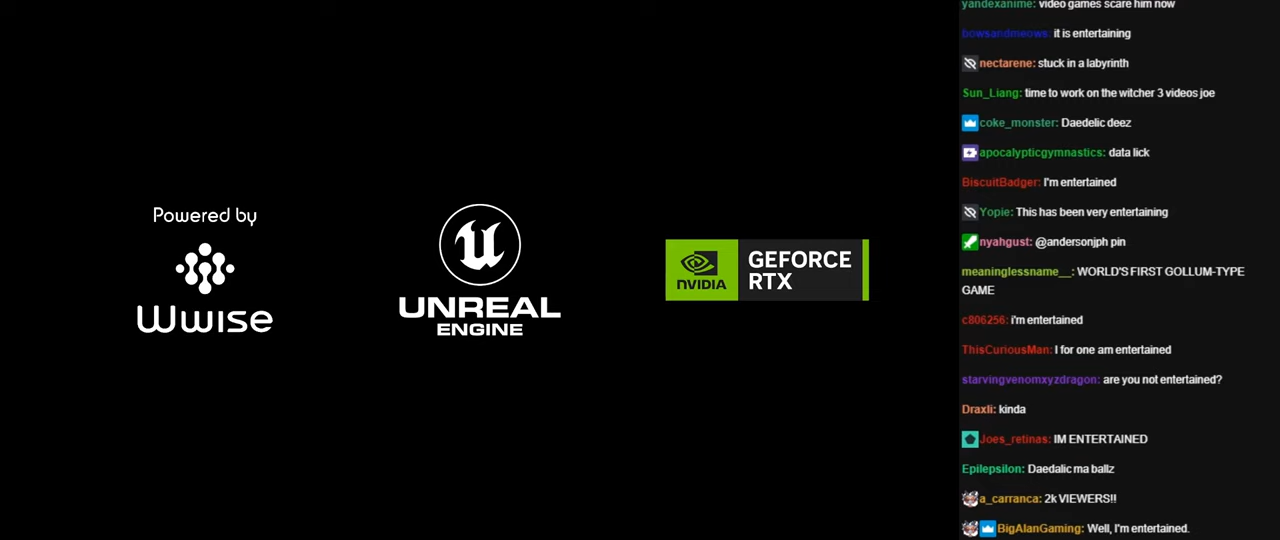 Powered by
Wwise
UNREAL
ENGINE
NVIDIA
GEFORCE
RTX
yandexanime: video games scare him now
bowsandmeows: it is entertaining
nectarene: stuck in a labyrinth
Sun_Liang: time to work on the witcher 3 videos joe
coke_monster: Daedelic deez
apocalypticgymnastics: data lick
BiscuitBadger: I'm entertained
Yopie: This has been very entertaining
nyahgust: @andersonjph pin
meaninglessname__: WORLD'S FIRST GOLLUM-TYPE
GAME
c806256: i'm entertained
ThisCuriousMan: I for one am entertained
starvingvenomxyzdragon: are you not entertained?
Draxli: kinda
Joes_retinas: IM ENTERTAINED
Epilepsilon: Daedalic ma ballz
a_carranca: 2k VIEWERS!!
BigAlanGaming: Well, I'm entertained.